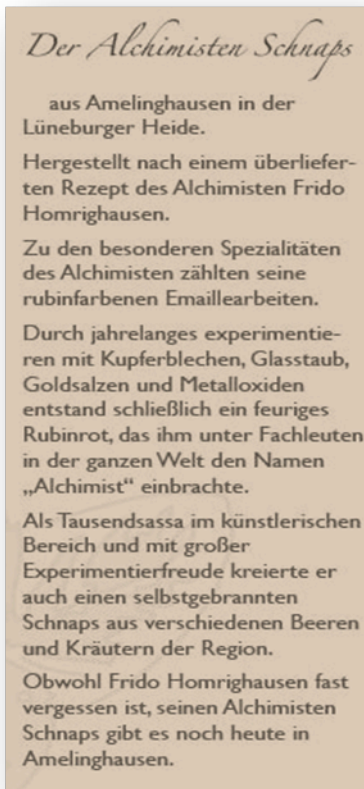 Der Alchimisten Schnaps
aus Amelinghausen in der
Lüneburger Heide.
Hergestellt nach einem überliefer-
ten Rezept des Alchimisten Frido
Homrighausen.
Zu den besonderen Spezialitäten
des Alchimisten zählten seine
rubinfarbenen Emaillearbeiten.
Durch jahrelanges experimentie-
ren mit Kupferblechen, Glasstaub,
Goldsalzen und Metalloxiden
entstand schließlich ein feuriges
Rubinrot, das ihm unter Fachleuten
in der ganzen Welt den Namen
„Alchimist“ einbrachte.
Als Tausendsassa im künstlerischen
Bereich und mit großer
Experimentierfreude kreierte er
auch einen selbstgebrannten
Schnaps aus verschiedenen Beeren
und Kräutern der Region.
Obwohl Frido Homrighausen fast
vergessen ist, seinen Alchimisten
Schnaps gibt es noch heute in
Amelinghausen.